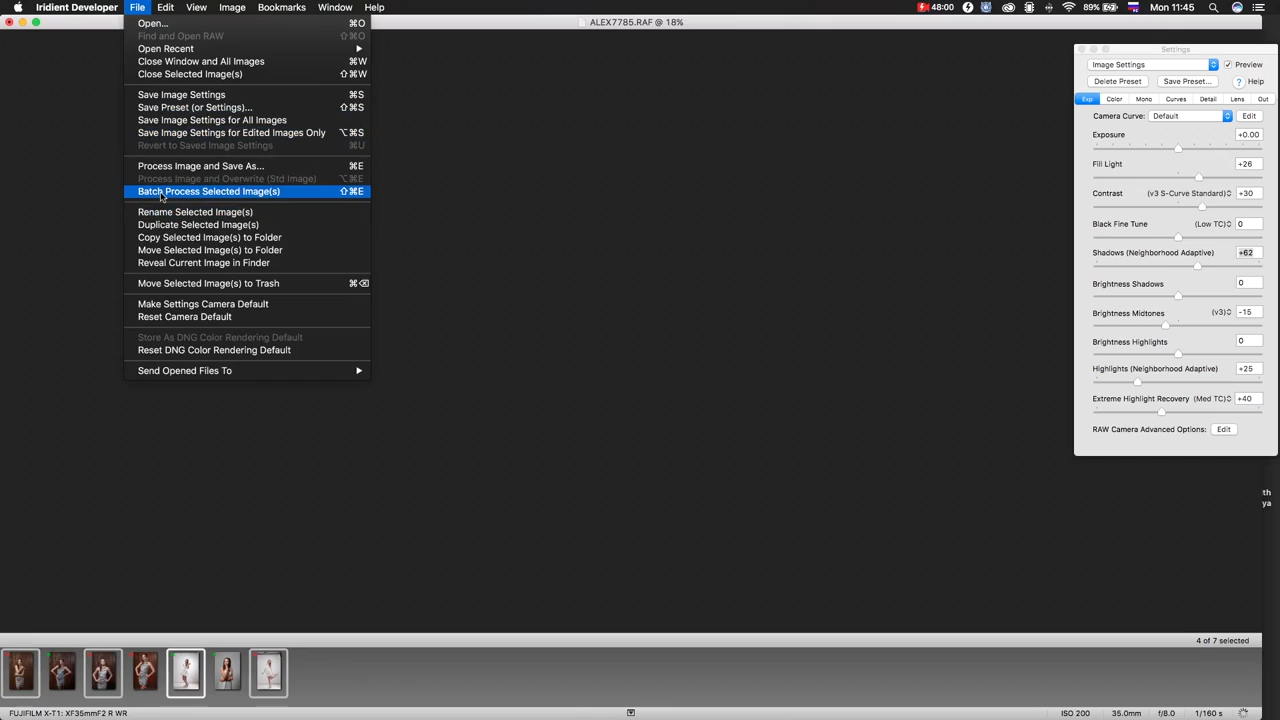 Iridient Developer File Edit View Image Bookmarks Window Help 48:00 89% Mon 11:45
ALEX7785.RAF @ 18%
Open... ⌘O
Find and Open RAW ⇧⌘O
Open Recent
Close Window and All Images ⌘W
Close Selected Image(s) ⇧⌘W
Save Image Settings ⌘S
Save Preset (or Settings)... ⇧⌘S
Save Image Settings for All Images
Save Image Settings for Edited Images Only ⌥⌘S
Revert to Saved Image Settings ⌘U
Process Image and Save As... ⌘E
Process Image and Overwrite (Std Image) ⌥⌘E
Batch Process Selected Image(s) ⇧⌘E
Rename Selected Image(s)
Duplicate Selected Image(s)
Copy Selected Image(s) to Folder
Move Selected Image(s) to Folder
Reveal Current Image in Finder
Move Selected Image(s) to Trash ⌘⌫
Make Settings Camera Default
Reset Camera Default
Store As DNG Color Rendering Default
Reset DNG Color Rendering Default
Send Opened Files To
Settings
Image Settings Preview
Delete Preset Save Preset... ? Help
Exp Color Mono Curves Detail Lens Out
Camera Curve: Default Edit
Exposure +0.00
Fill Light +26
Contrast (v3 S-Curve Standard) +30
Black Fine Tune (Low TC) 0
Shadows (Neighborhood Adaptive) +62
Brightness Shadows 0
Brightness Midtones (v3) -15
Brightness Highlights 0
Highlights (Neighborhood Adaptive) +25
Extreme Highlight Recovery (Med TC) +40
RAW Camera Advanced Options: Edit
th
ya
4 of 7 selected
FUJIFILM X-T1: XF35mmF2 R WR ISO 200 35.0mm f/8.0 1/160 s